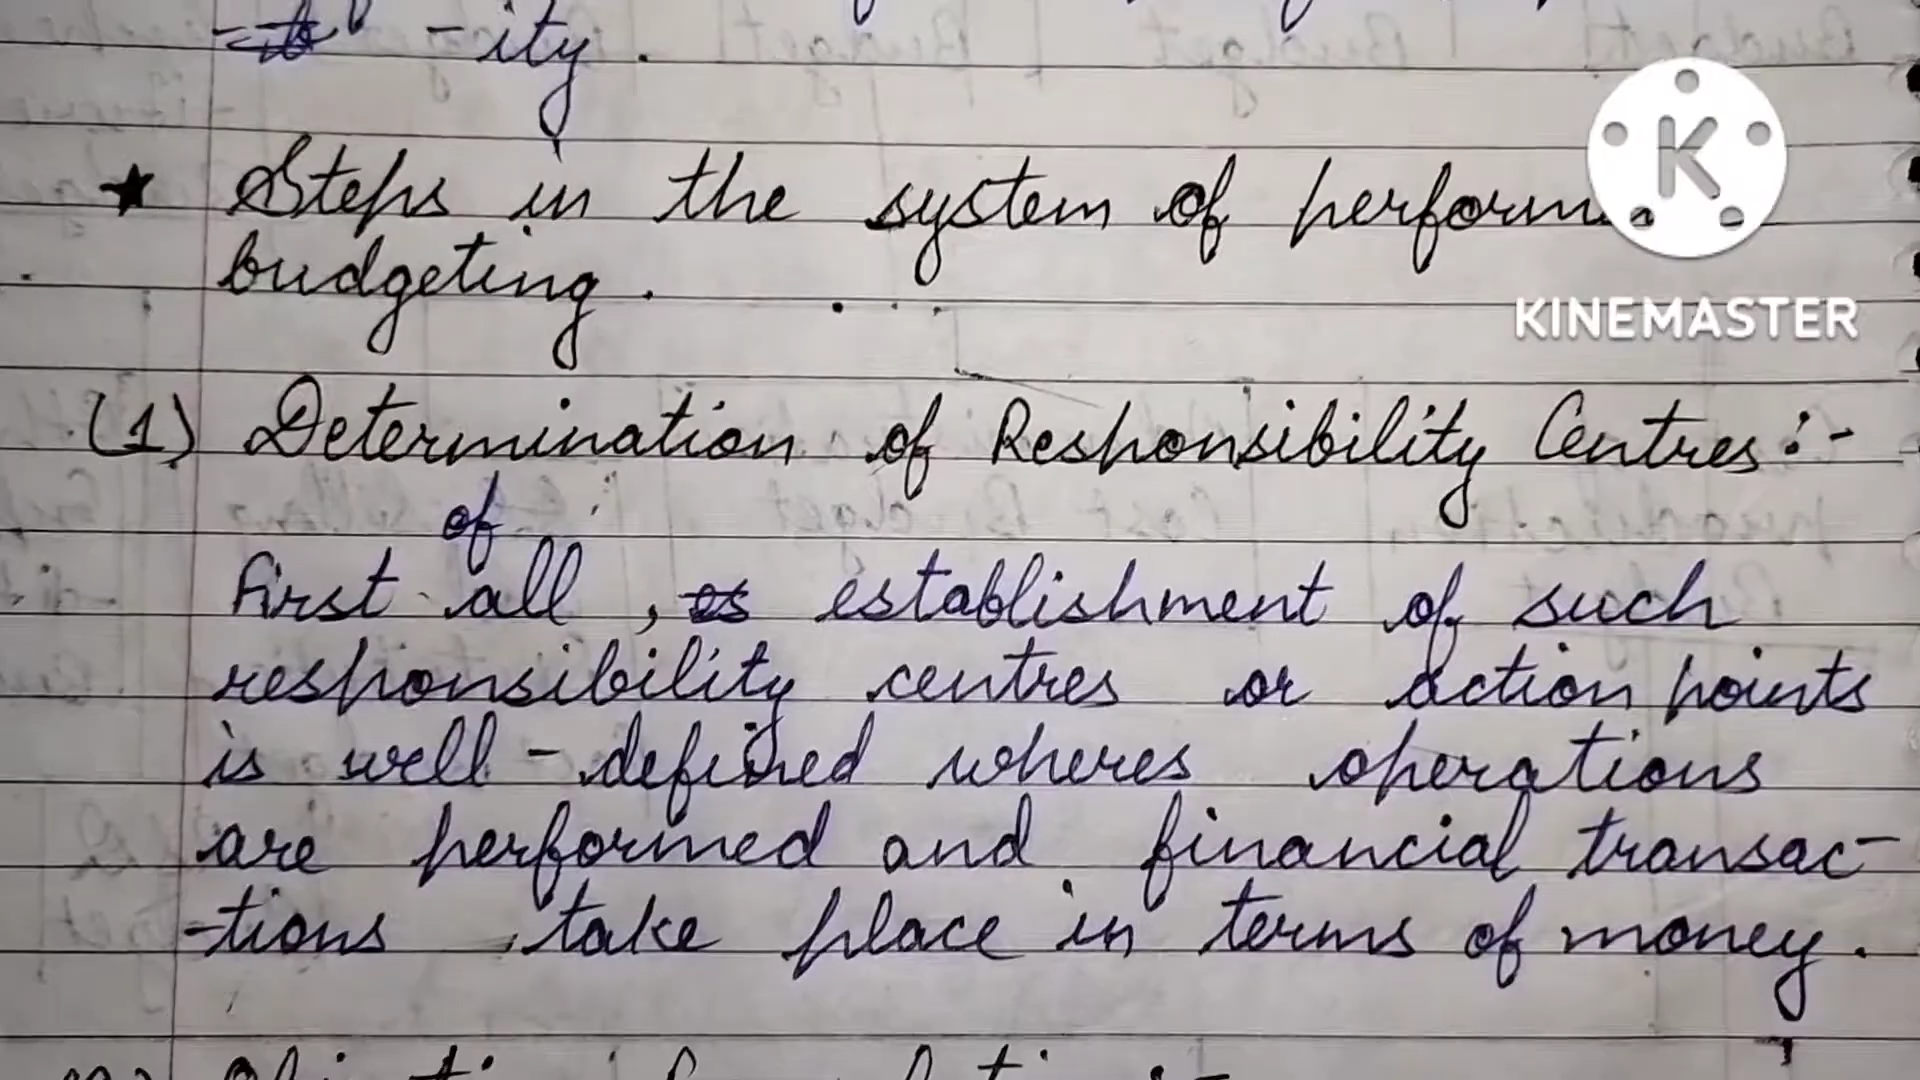 -ity.
★ Steps in the system of perform
budgeting.
(1) Determination of Responsibility Centres :-
of
First all, establishment of such
responsibility centres or action points
is well-defined wheres operations
are performed and financial transac-
-tions take place in terms of money.
KINEMASTER